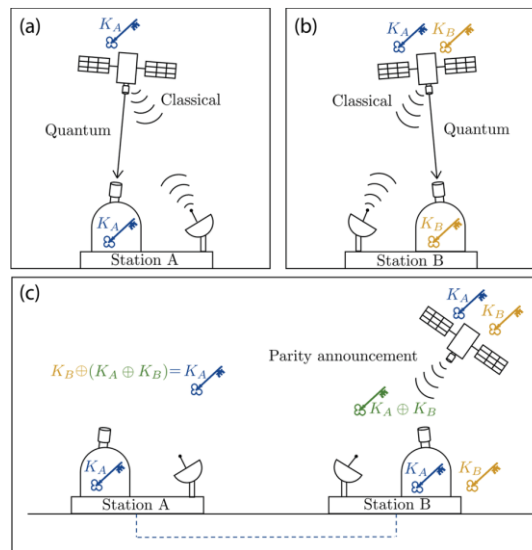 (a)
K_A
Classical
Quantum
K_A
Station A
(b)
K_A
K_B
Classical
Quantum
K_B
Station B
(c)
K_A
K_B
Parity announcement
K_B⊕(K_A ⊕ K_B)=K_A
K_A ⊕ K_B
K_A
K_A
K_B
Station A
Station B